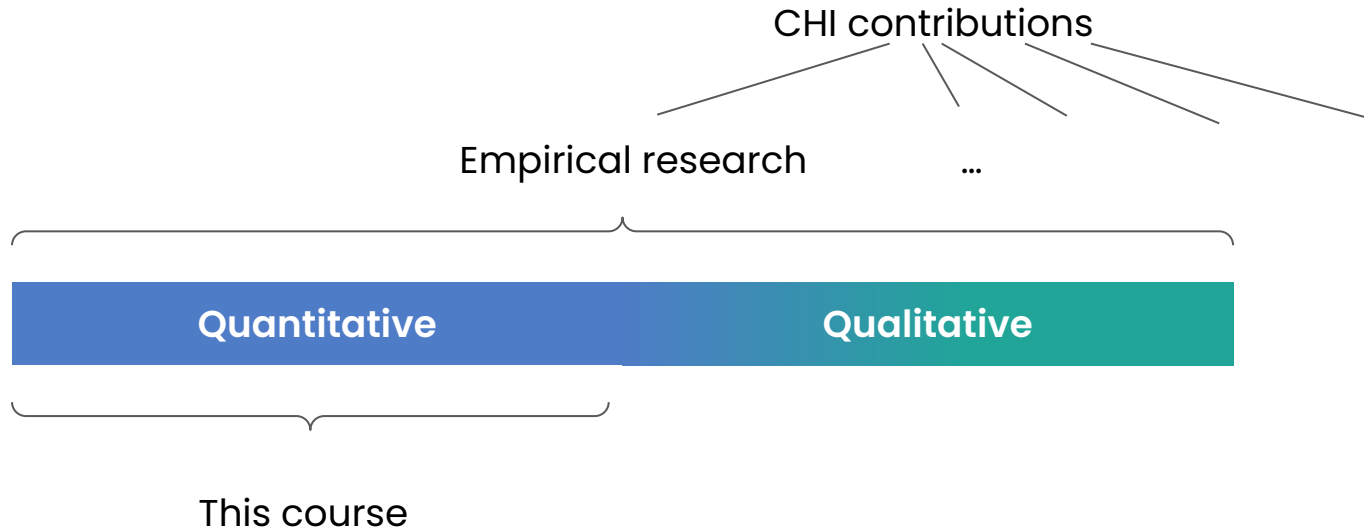 CHI contributions
Empirical research
...
Quantitative
Qualitative
This course